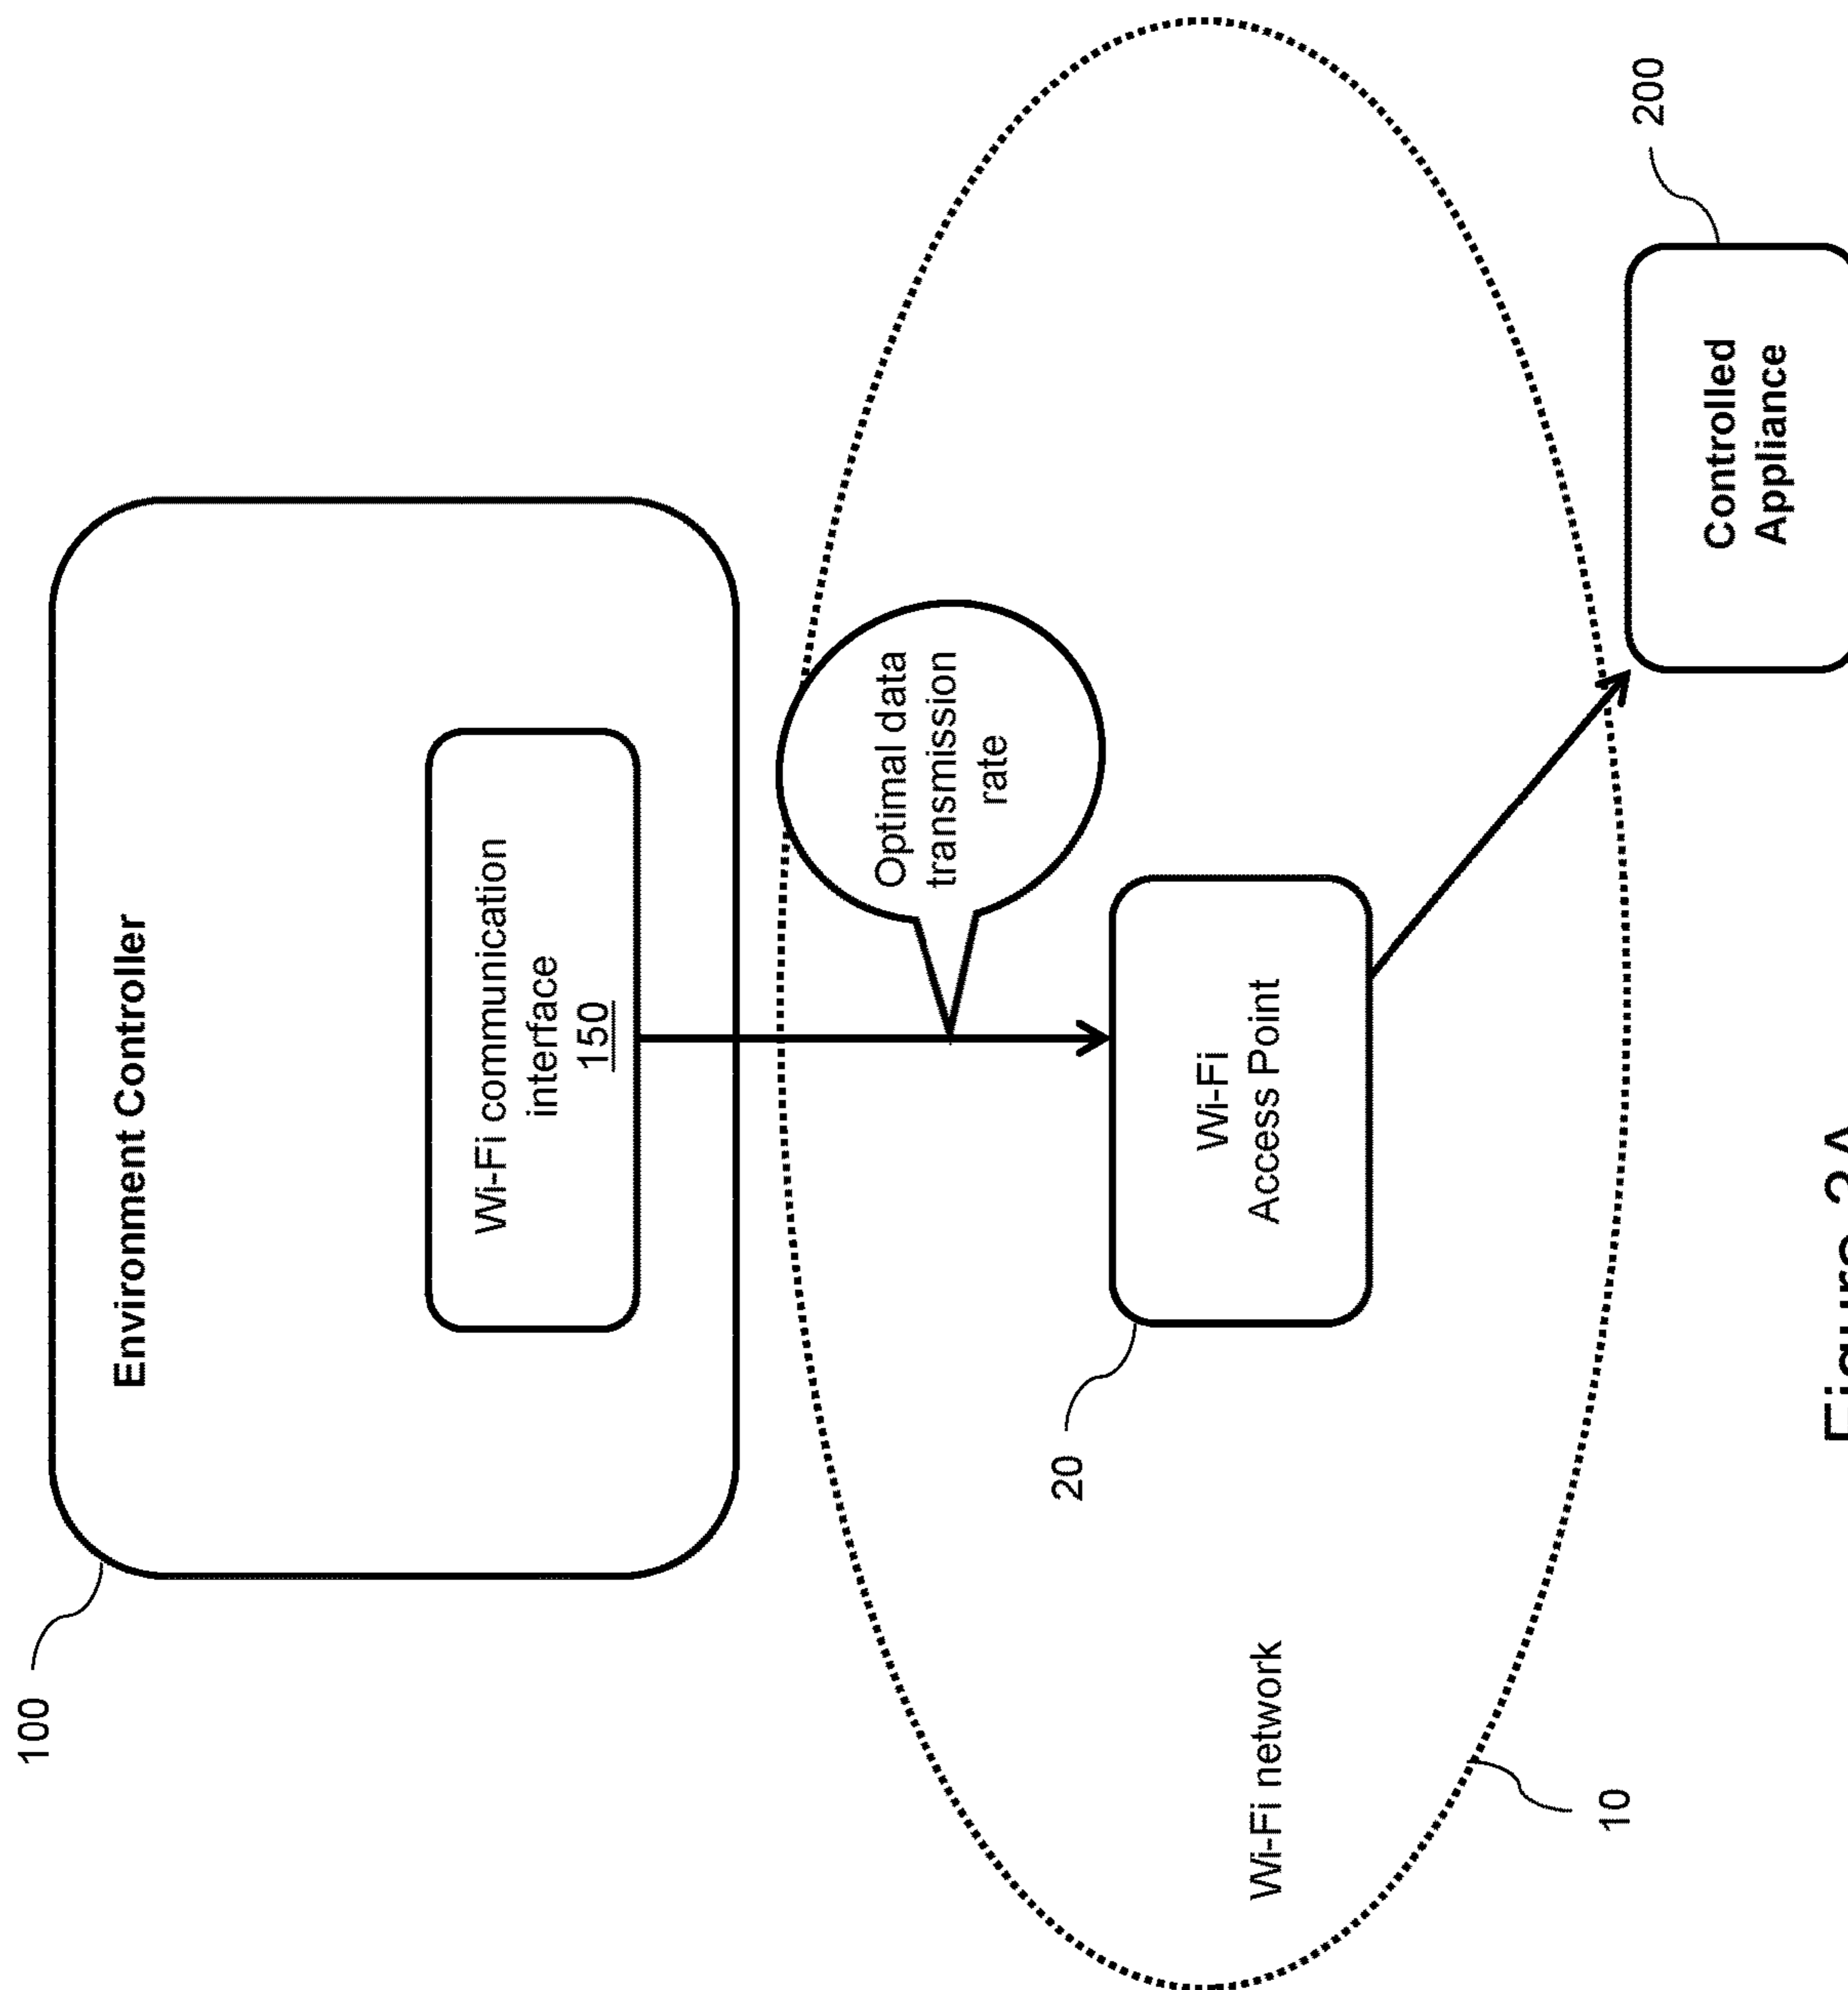 100
Environment Controller
Wi-Fi communication
interface
150
Optimal data
transmission
rate
20
Wi-Fi
Access Point
Wi-Fi network
10
200
Controlled
Appliance
Figure